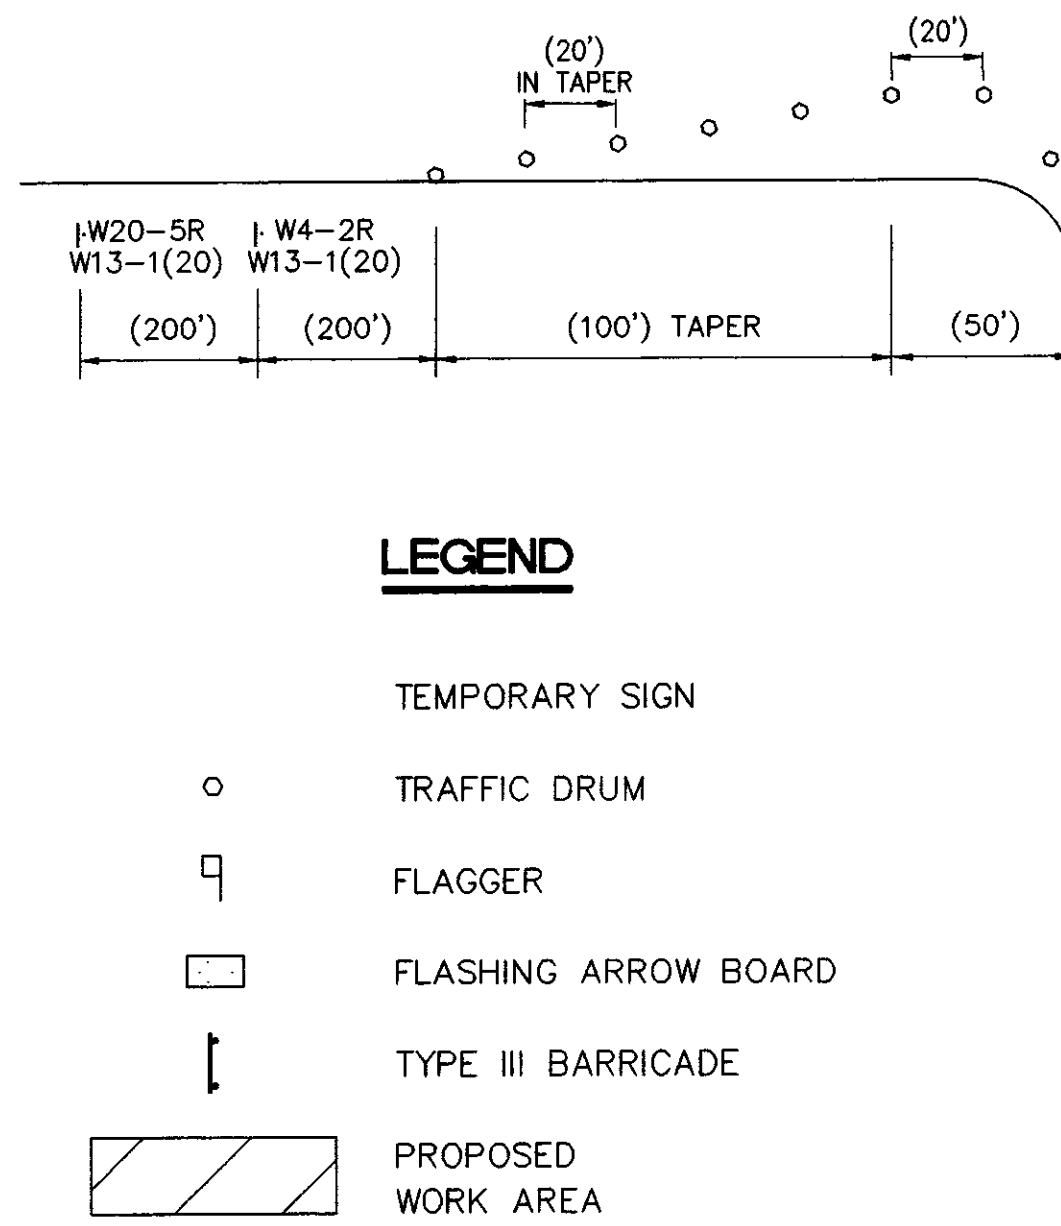 (20')
(20')
IN TAPER
W20-5R
W13-1(20)
W4-2R
W13-1(20)
(200')
(200')
(100') TAPER
(50')
LEGEND
TEMPORARY SIGN
TRAFFIC DRUM
FLAGGER
FLASHING ARROW BOARD
TYPE III BARRICADE
PROPOSED
WORK AREA